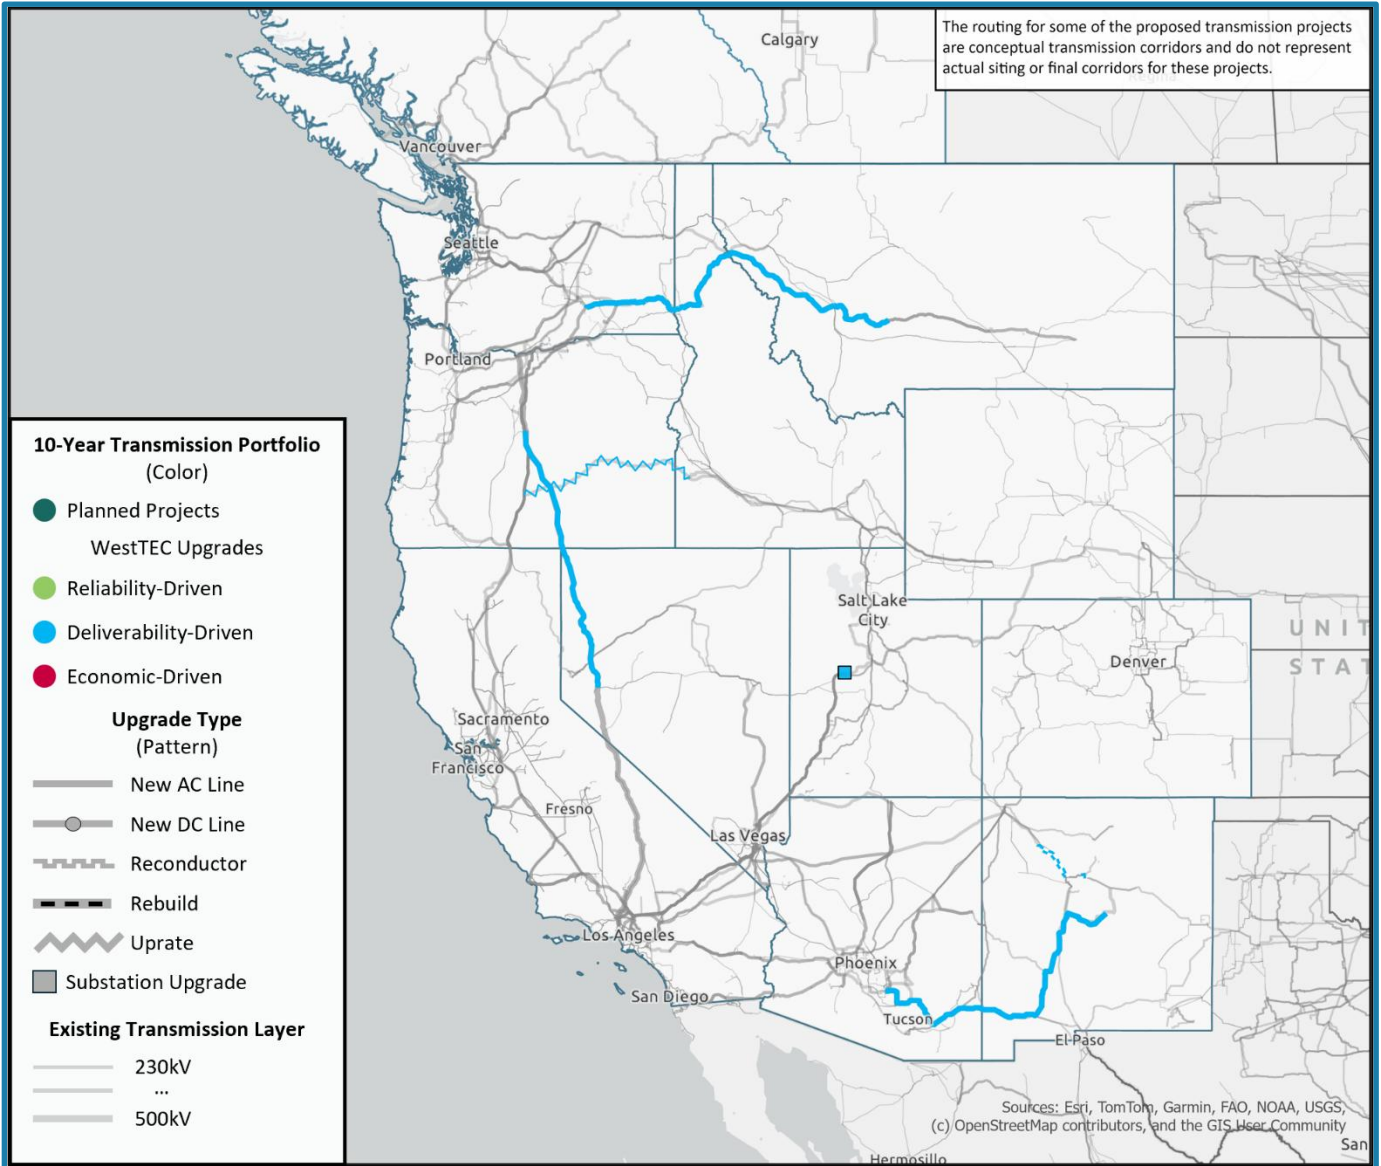 The routing for some of the proposed transmission projects
are conceptual transmission corridors and do not represent
actual siting or final corridors for these projects.
Calgary
Vancouver
Seattle
Portland
Salt Lake
City
UNIT
STAT
Denver
Sacramento
San
Francisco
Fresno
Las Vegas
Los Angeles
Phoenix
San Diego
Tucson
El Paso
Hermosillo
San
10-Year Transmission Portfolio
(Color)
Planned Projects
WestTEC Upgrades
Reliability-Driven
Deliverability-Driven
Economic-Driven
Upgrade Type
(Pattern)
New AC Line
New DC Line
Reconductor
Rebuild
Uprate
Substation Upgrade
Existing Transmission Layer
230kV
...
500kV
Sources: Esri, TomTom, Garmin, FAO, NOAA, USGS,
(c) OpenStreetMap contributors, and the GIS User Community